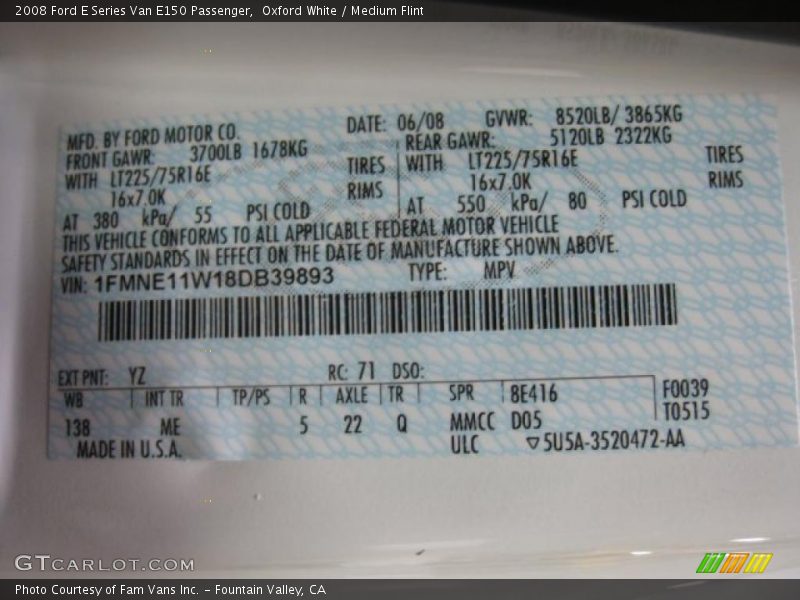 2008 Ford E Series Van E150 Passenger,  Oxford White / Medium Flint
MFD. BY FORD MOTOR CO. DATE: 06/08 GVWR: 8520LB/ 3865KG
FRONT GAWR: 3700LB 1678KG REAR GAWR: 5120LB 2322KG
WITH LT225/75R16E TIRES WITH LT225/75R16E TIRES
16x7.0K RIMS 16x7.0K RIMS
AT 380 kPa/ 55 PSI COLD AT 550 kPa/ 80 PSI COLD
THIS VEHICLE CONFORMS TO ALL APPLICABLE FEDERAL MOTOR VEHICLE
SAFETY STANDARDS IN EFFECT ON THE DATE OF MANUFACTURE SHOWN ABOVE.
VIN: 1FMNE11W18DB39893 TYPE: MPV
EXT PNT: YZ RC: 71 DSO:
WB INT TR TP/PS R AXLE TR SPR 8E416 F0039
138 ME 5 22 Q MMCC D05 T0515
MADE IN U.S.A. ULC ▽5U5A-3520472-AA
GTCARLOT.COM
Photo Courtesy of Fam Vans Inc. - Fountain Valley, CA